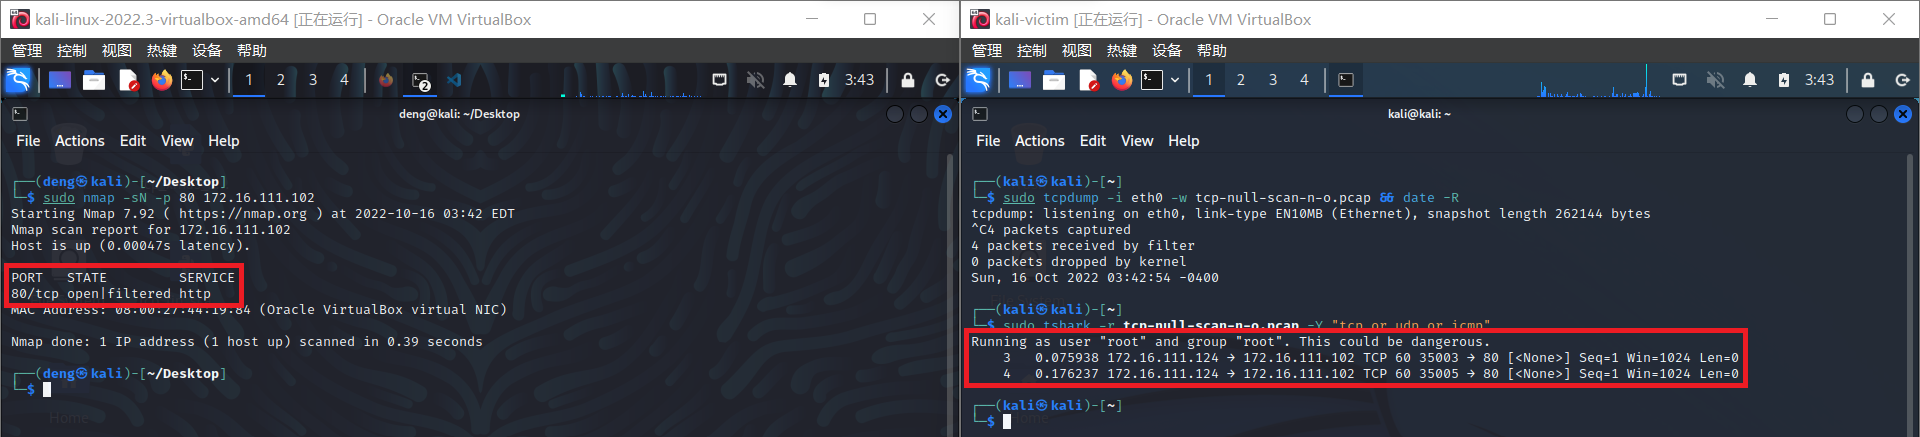 kali-linux-2022.3-virtualbox-amd64 [正在运行] - Oracle VM VirtualBox
管理 控制 视图 热键 设备 帮助
1 2 3 4 2 3:43
deng@kali: ~/Desktop
File Actions Edit View Help
┌──(deng㉿kali)-[~/Desktop]
└─$ sudo nmap -sN -p 80 172.16.111.102
Starting Nmap 7.92 ( https://nmap.org ) at 2022-10-16 03:42 EDT
Nmap scan report for 172.16.111.102
Host is up (0.00047s latency).
PORT   STATE         SERVICE
80/tcp open|filtered http
MAC Address: 08:00:27:44:19:84 (Oracle VirtualBox virtual NIC)
Nmap done: 1 IP address (1 host up) scanned in 0.39 seconds
┌──(deng㉿kali)-[~/Desktop]
└─$
Home
kali-victim [正在运行] - Oracle VM VirtualBox
管理 控制 视图 热键 设备 帮助
1 2 3 4 3:43
kali@kali: ~
File Actions Edit View Help
┌──(kali㉿kali)-[~]
└─$ sudo tcpdump -i eth0 -w tcp-null-scan-n-o.pcap && date -R
tcpdump: listening on eth0, link-type EN10MB (Ethernet), snapshot length 262144 bytes
^C4 packets captured
4 packets received by filter
0 packets dropped by kernel
Sun, 16 Oct 2022 03:42:54 -0400
┌──(kali㉿kali)-[~]
└─$ sudo tshark -r tcp-null-scan-n-o.pcap -Y "tcp or udp or icmp"
Running as user "root" and group "root". This could be dangerous.
    3   0.075938 172.16.111.124 → 172.16.111.102 TCP 60 35003 → 80 [<None>] Seq=1 Win=1024 Len=0
    4   0.176237 172.16.111.124 → 172.16.111.102 TCP 60 35005 → 80 [<None>] Seq=1 Win=1024 Len=0
┌──(kali㉿kali)-[~]
└─$